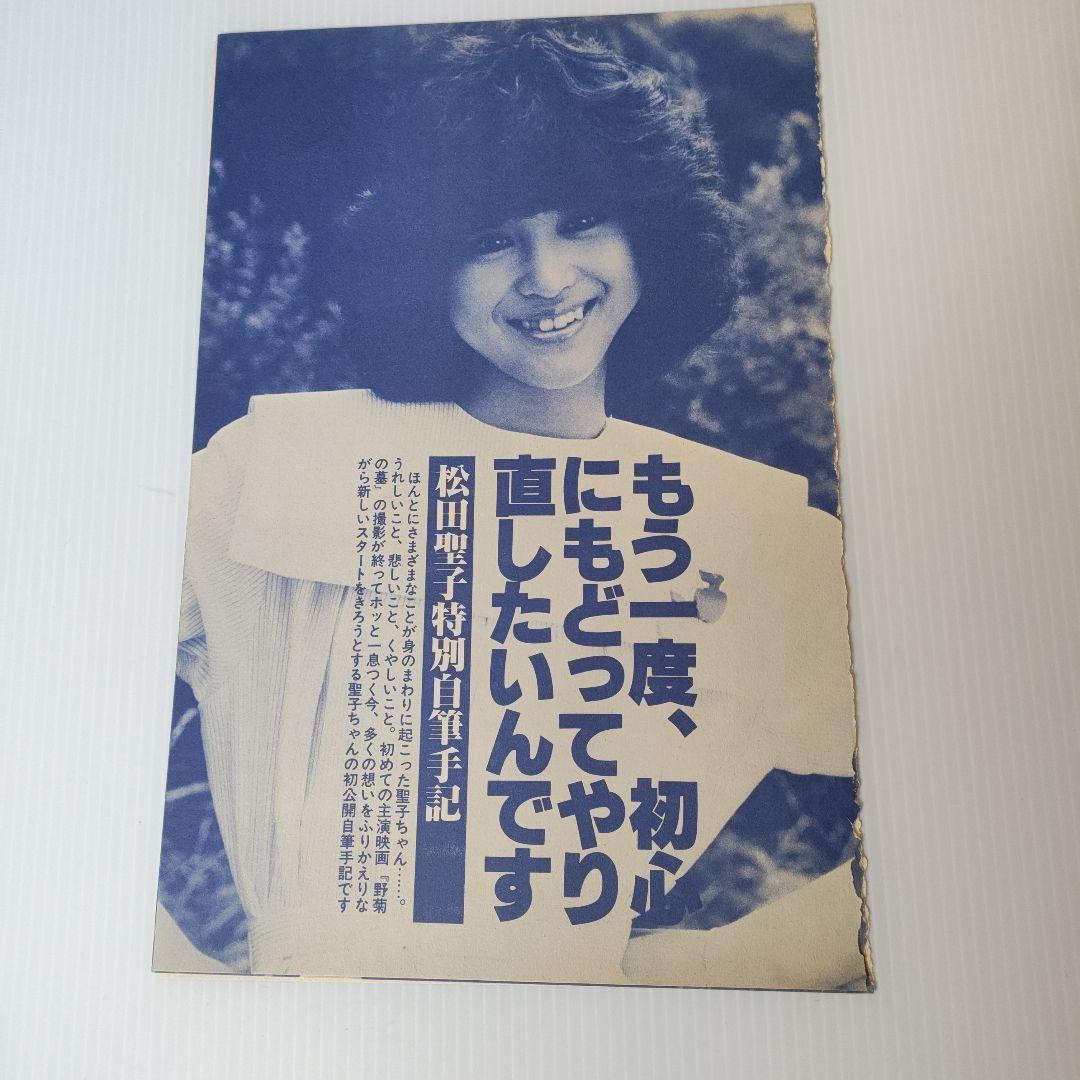 もう一度、初心
にもどってやり
直したいんです
松田聖子特別自筆手記
ほんとにさまざまなことが身のまわりに起こった聖子ちゃん……。
うれしいこと、悲しいこと、くやしいこと。初めての主演映画『野菊
の墓』の撮影が終ってホッと一息つく今、多くの想いをふりかえりな
がら新しいスタートをきろうとする聖子ちゃんの初公開自筆手記です